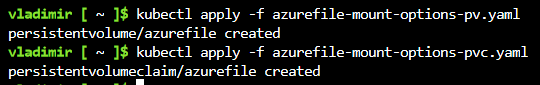 vladimir [ ~ ]$ kubectl apply -f azurefile-mount-options-pv.yaml
persistentvolume/azurefile created
vladimir [ ~ ]$ kubectl apply -f azurefile-mount-options-pvc.yaml
persistentvolumeclaim/azurefile created